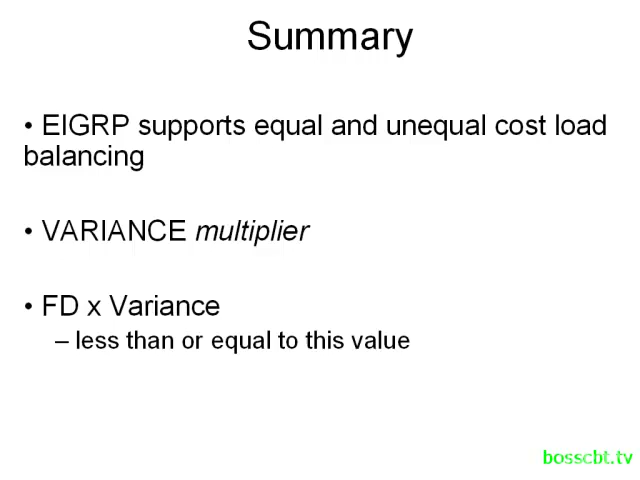 Summary
• EIGRP supports equal and unequal cost load
balancing
• VARIANCE multiplier
• FD x Variance
– less than or equal to this value
bosscbt.tv